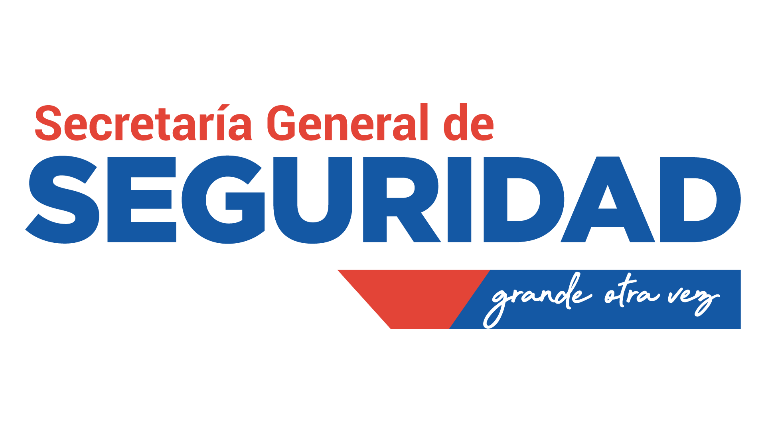 Secretaría General de
SEGURIDAD
grande otra vez